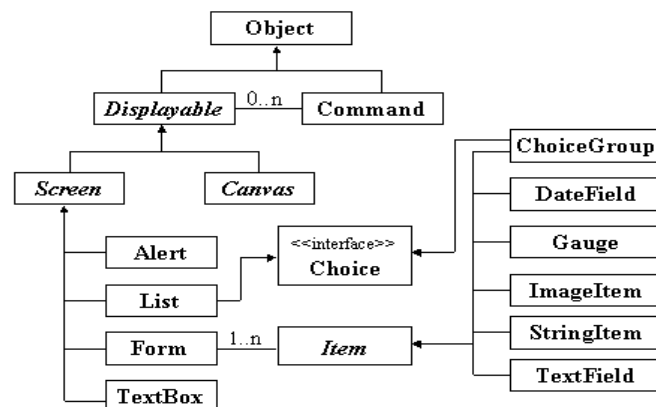 Object
Displayable
0..n
Command
Screen
Canvas
ChoiceGroup
DateField
Gauge
ImageItem
StringItem
TextField
Alert
List
Form
TextBox
<<interface>>
Choice
1..n
Item